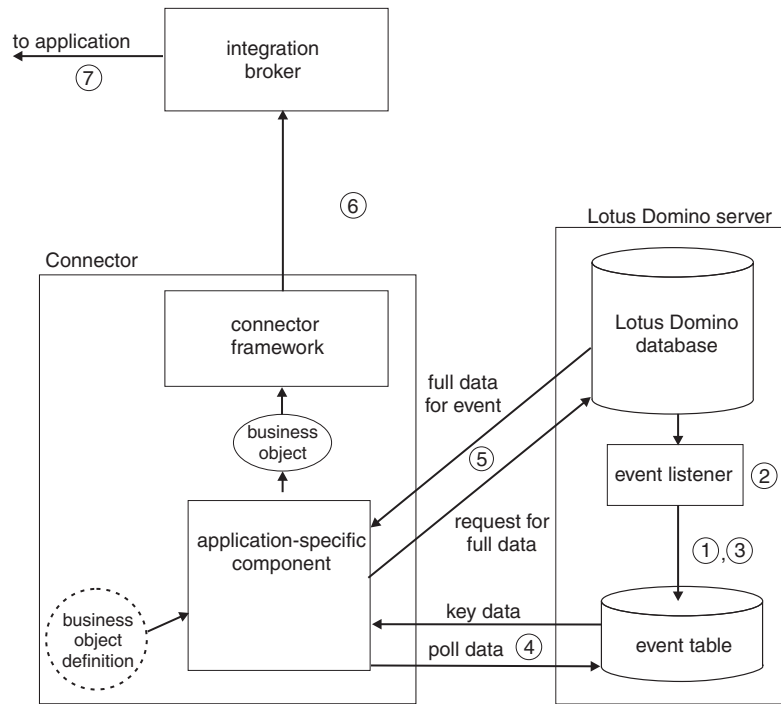 to application
7
integration
broker
6
Lotus Domino server
Connector
connector
framework
Lotus Domino
database
full data
for event
business
object
5
event listener
2
application-specific
component
request for
full data
1,3
business
object
definition
key data
poll data 4
event table